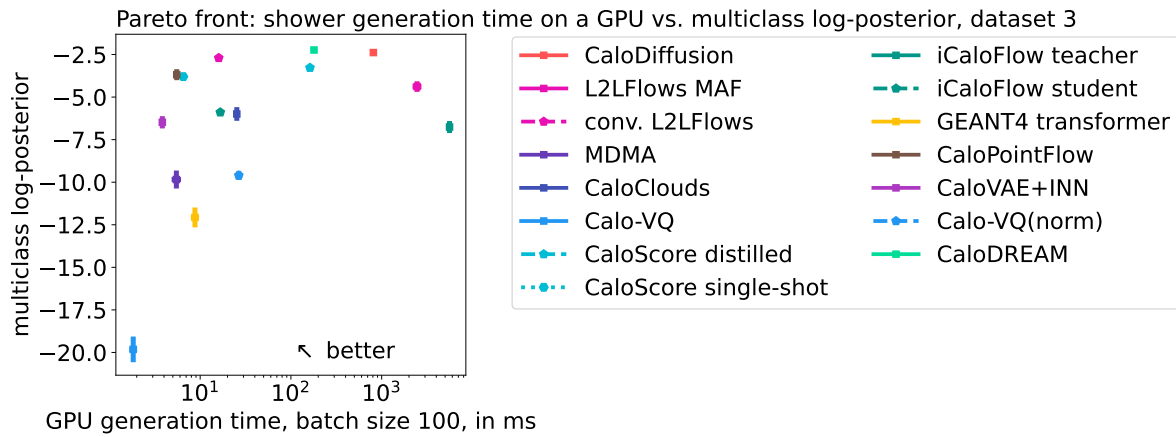 Pareto front: shower generation time on a GPU vs. multiclass log-posterior, dataset 3
multiclass log-posterior
−2.5
−5.0
−7.5
−10.0
−12.5
−15.0
−17.5
−20.0
↖ better
10¹
10²
10³
GPU generation time, batch size 100, in ms
CaloDiffusion
L2LFlows MAF
conv. L2LFlows
MDMA
CaloClouds
Calo-VQ
CaloScore distilled
CaloScore single-shot
iCaloFlow teacher
iCaloFlow student
GEANT4 transformer
CaloPointFlow
CaloVAE+INN
Calo-VQ(norm)
CaloDREAM